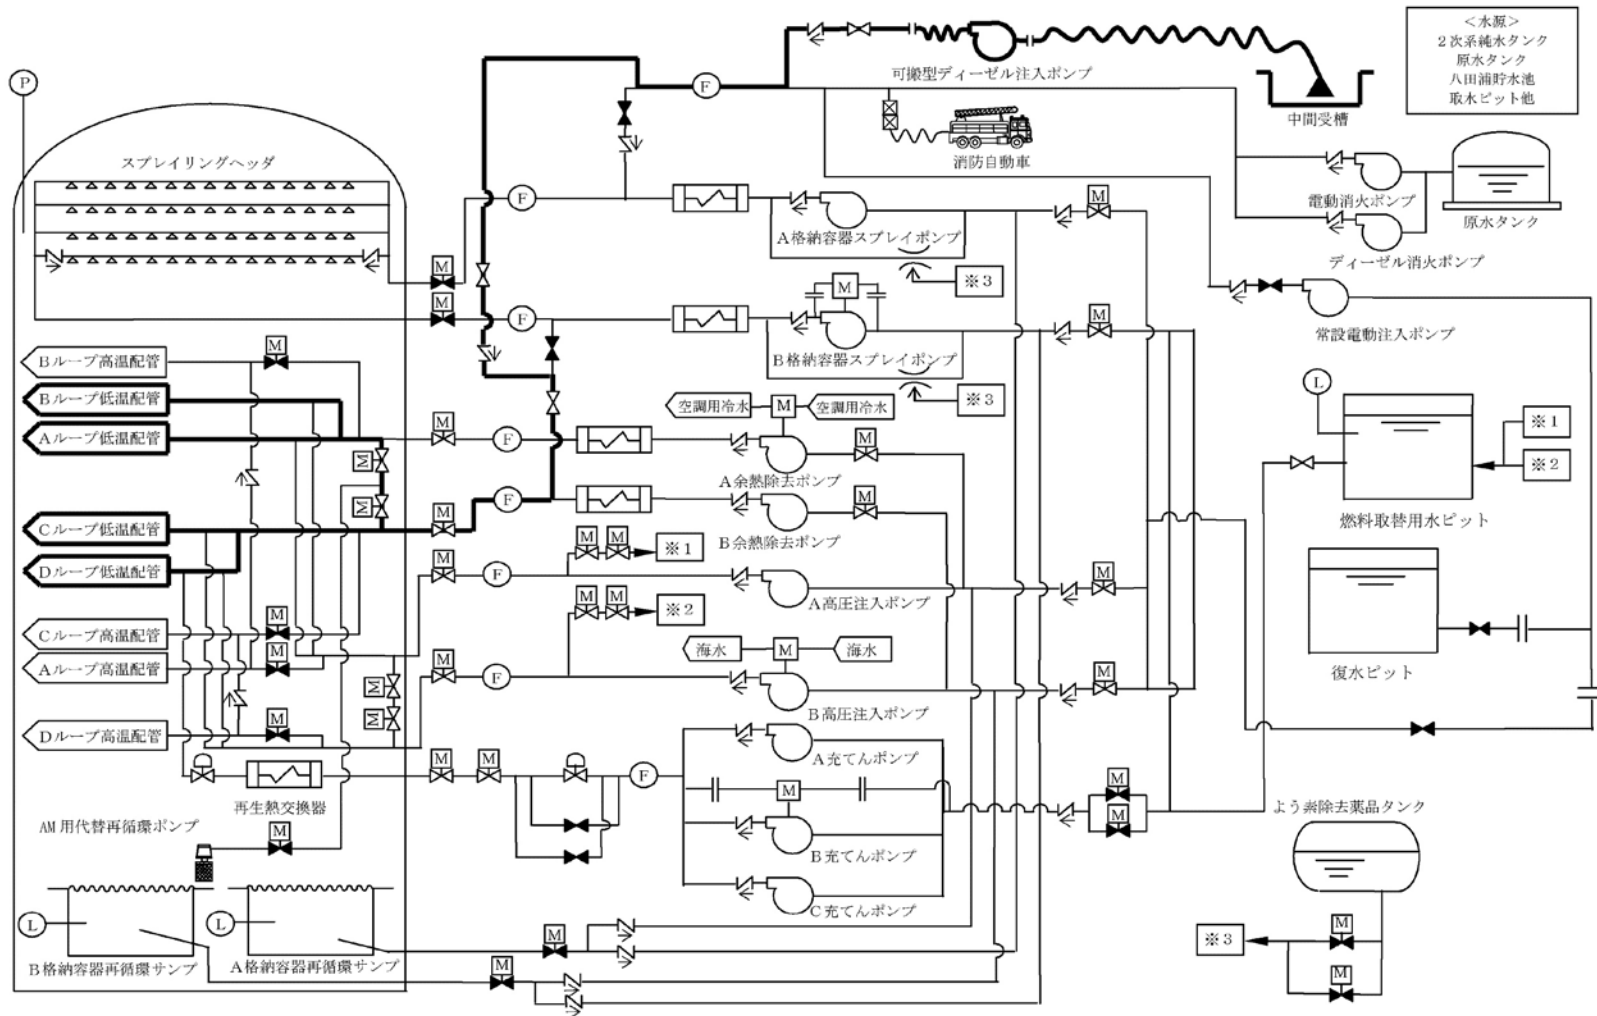 <水源>
2次系純水タンク
原水タンク
八田浦貯水池
取水ピット他
可搬型ディーゼル注入ポンプ
中間受槽
P
F
消防自動車
スプレイリングヘッダ
電動消火ポンプ
原水タンク
F
M
A格納容器スプレイポンプ
ディーゼル消火ポンプ
M
※3
M
M
F
M
常設電動注入ポンプ
M
Bループ高温配管
M
B格納容器スプレイポンプ
L
Bループ低温配管
※3
空調用冷水
M
空調用冷水
※1
Aループ低温配管
M
F
M
※2
M
A余熱除去ポンプ
M
F
M
燃料取替用水ピット
Cループ低温配管
M
B余熱除去ポンプ
M
M
※1
Dループ低温配管
M
F
M
A高圧注入ポンプ
M
M
※2
Cループ高温配管
M
海水
M
海水
Aループ高温配管
M
M
F
M
復水ピット
M
B高圧注入ポンプ
M
Dループ高温配管
M
A充てんポンプ
M
M
F
M
M
再生熱交換器
よう素除去薬品タンク
AM用代替再循環ポンプ
M
M
B充てんポンプ
C充てんポンプ
L
L
M
M
※3
B格納容器再循環サンプ
A格納容器再循環サンプ
M
M